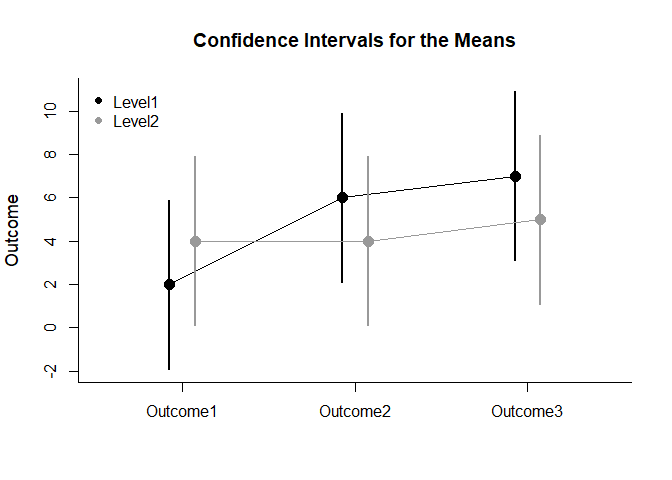 Confidence Intervals for the Means
Level1
Level2
Outcome
10
8
6
4
2
0
-2
Outcome1 Outcome2 Outcome3